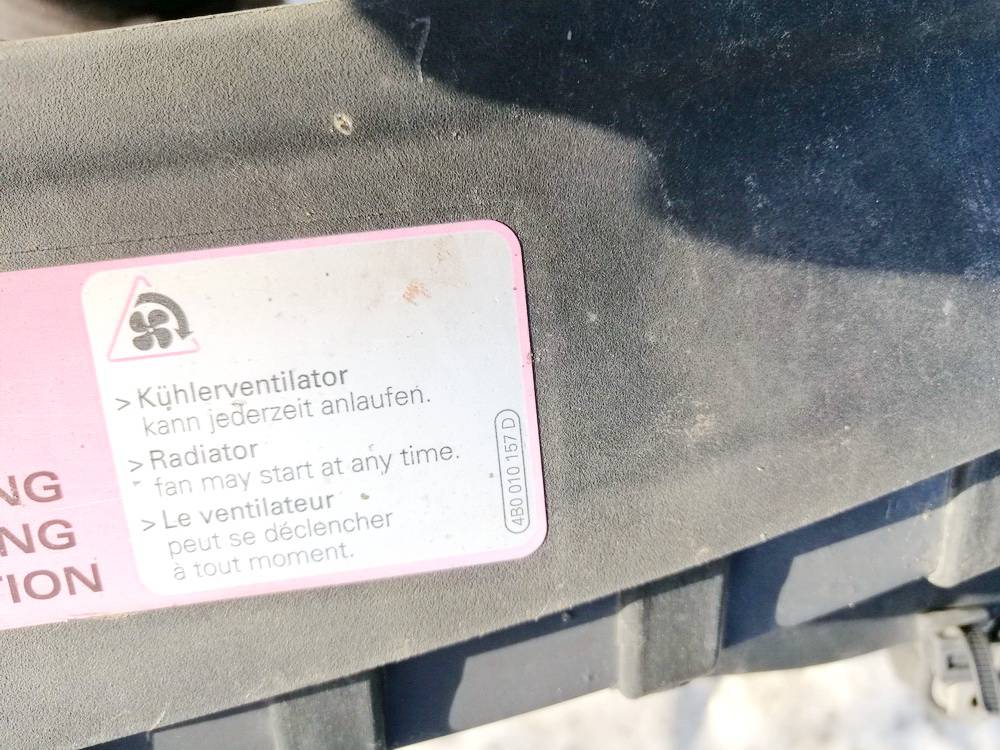 NG
NG
TION
> Kühlerventilator
kann jederzeit anlaufen.
> Radiator
fan may start at any time.
> Le ventilateur
peut se déclencher
à tout moment.
4B0 010 157 D